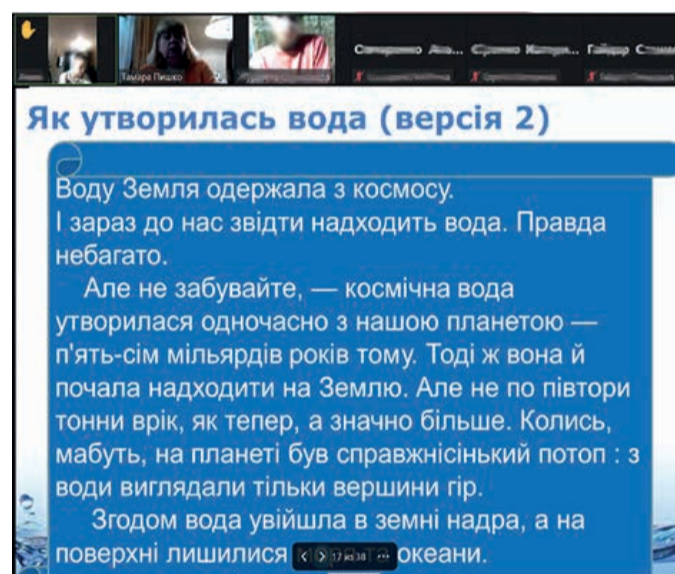 Тамара Пишко
Як утворилась вода (версія 2)
Воду Земля одержала з космосу.
І зараз до нас звідти надходить вода. Правда
небагато.
Але не забувайте, — космічна вода
утворилася одночасно з нашою планетою —
п'ять-сім мільярдів років тому. Тоді ж вона й
почала надходити на Землю. Але не по півтори
тонни врік, як тепер, а значно більше. Колись,
мабуть, на планеті був справжнісінький потоп : з
води виглядали тільки вершини гір.
Згодом вода увійшла в земні надра, а на
поверхні лишилися океани.
17 из 38